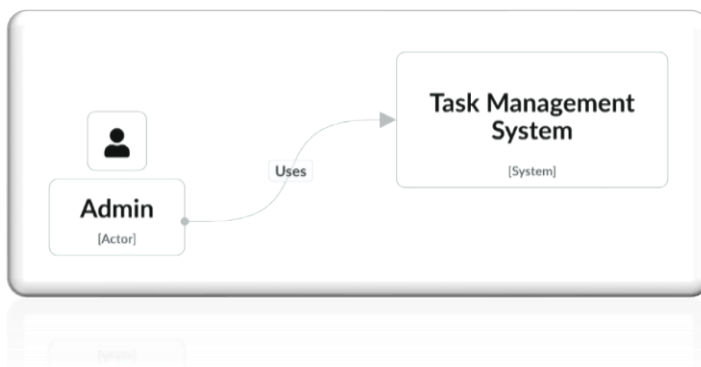 Task Management
System
[System]
Uses
Admin
[Actor]